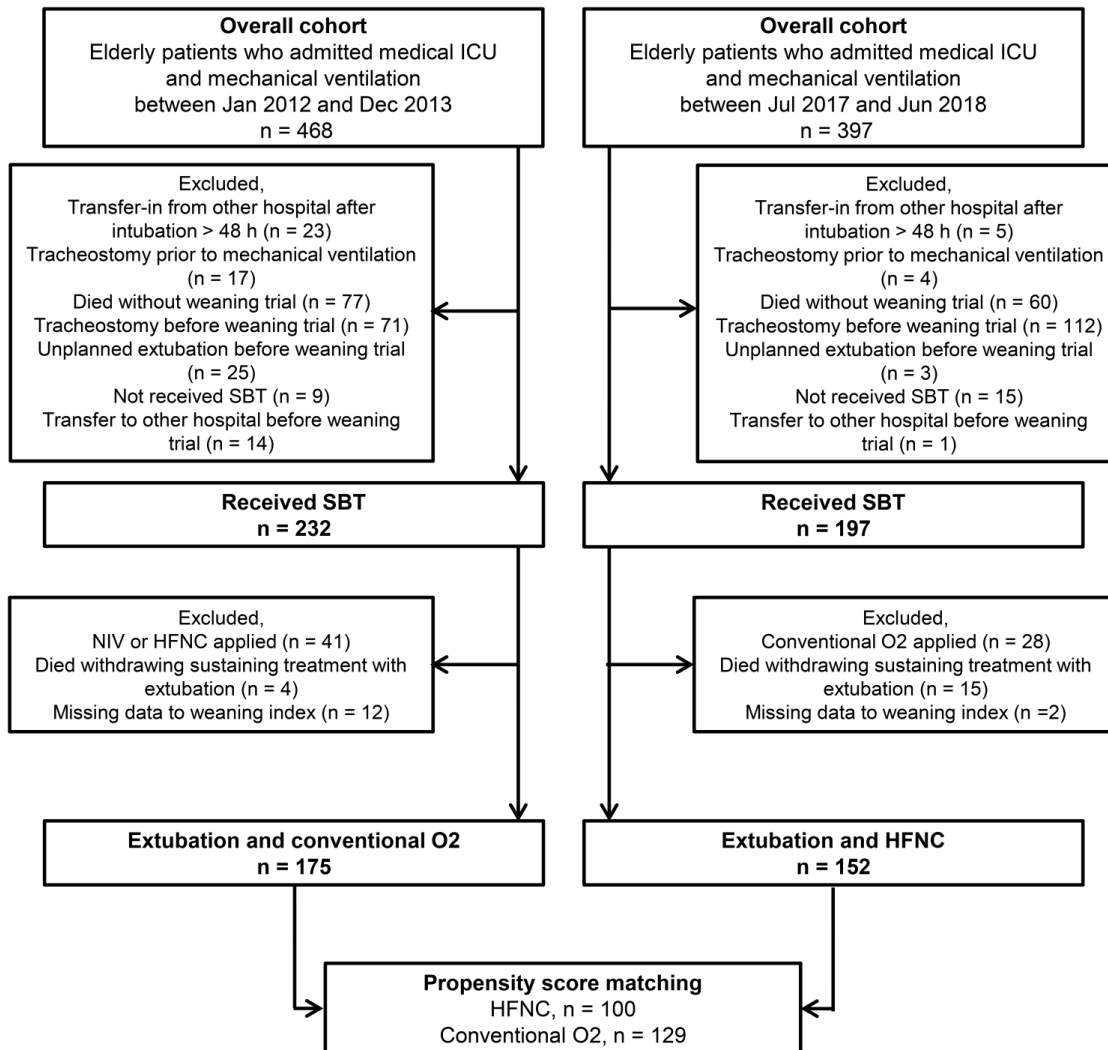 Overall cohort
Elderly patients who admitted medical ICU
and mechanical ventilation
between Jan 2012 and Dec 2013
n = 468
Overall cohort
Elderly patients who admitted medical ICU
and mechanical ventilation
between Jul 2017 and Jun 2018
n = 397
Excluded,
Transfer-in from other hospital after
intubation > 48 h (n = 23)
Tracheostomy prior to mechanical ventilation
(n = 17)
Died without weaning trial (n = 77)
Tracheostomy before weaning trial (n = 71)
Unplanned extubation before weaning trial
(n = 25)
Not received SBT (n = 9)
Transfer to other hospital before weaning
trial (n = 14)
Excluded,
Transfer-in from other hospital after
intubation > 48 h (n = 5)
Tracheostomy prior to mechanical ventilation
(n = 4)
Died without weaning trial (n = 60)
Tracheostomy before weaning trial (n = 112)
Unplanned extubation before weaning trial
(n = 3)
Not received SBT (n = 15)
Transfer to other hospital before weaning
trial (n = 1)
Received SBT
n = 232
Received SBT
n = 197
Excluded,
NIV or HFNC applied (n = 41)
Died withdrawing sustaining treatment with
extubation (n = 4)
Missing data to weaning index (n = 12)
Excluded,
Conventional O2 applied (n = 28)
Died withdrawing sustaining treatment with
extubation (n = 15)
Missing data to weaning index (n =2)
Extubation and conventional O2
n = 175
Extubation and HFNC
n = 152
Propensity score matching
HFNC, n = 100
Conventional O2, n = 129